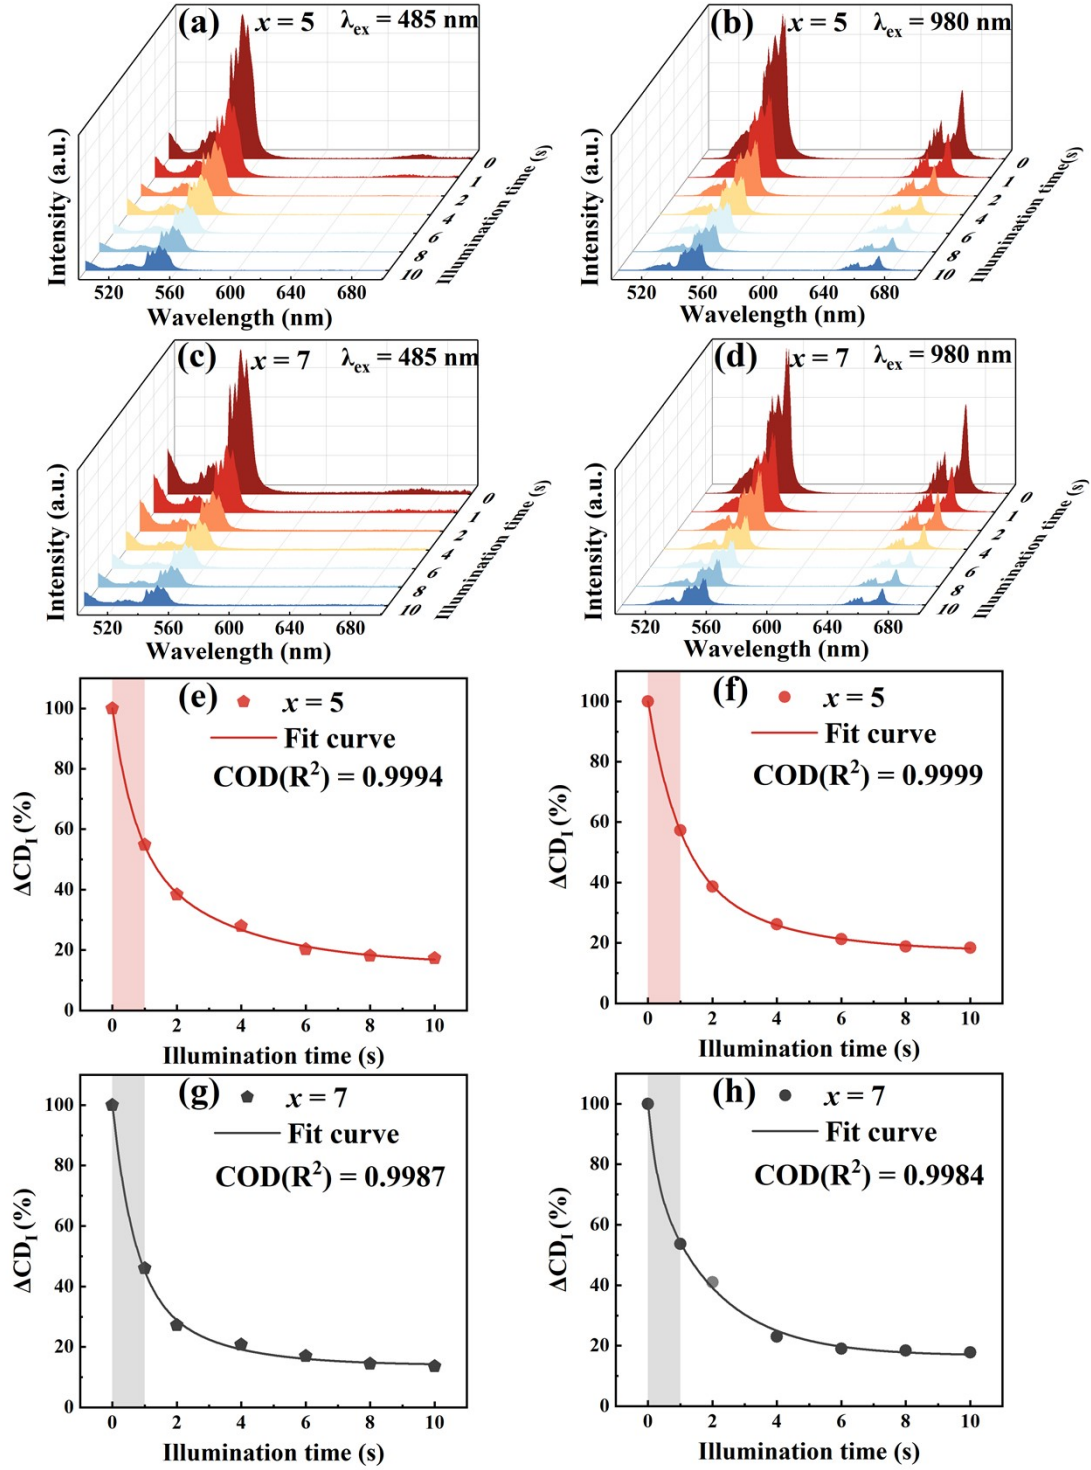 (a) x = 5 λex = 485 nm
Intensity (a.u.)
0
1
2
4
6
8
10
Illumination time(s)
520 560 600 640 680
Wavelength (nm)
(b) x = 5 λex = 980 nm
Intensity (a.u.)
0
1
2
4
6
8
10
Illumination time(s)
520 560 600 640 680
Wavelength (nm)
(c) x = 7 λex = 485 nm
Intensity (a.u.)
0
1
2
4
6
8
10
Illumination time (s)
520 560 600 640 680
Wavelength (nm)
(d) x = 7 λex = 980 nm
Intensity (a.u.)
0
1
2
4
6
8
10
Illumination time (s)
520 560 600 640 680
Wavelength (nm)
(e) x = 5
Fit curve
COD(R²) = 0.9994
ΔCDI (%)
100
80
60
40
20
0
0 2 4 6 8 10
Illumination time (s)
(f) x = 5
Fit curve
COD(R²) = 0.9999
ΔCDI (%)
100
80
60
40
20
0
0 2 4 6 8 10
Illumination time (s)
(g) x = 7
Fit curve
COD(R²) = 0.9987
ΔCDI (%)
100
80
60
40
20
0
0 2 4 6 8 10
Illumination time (s)
(h) x = 7
Fit curve
COD(R²) = 0.9984
ΔCDI (%)
100
80
60
40
20
0
0 2 4 6 8 10
Illumination time (s)